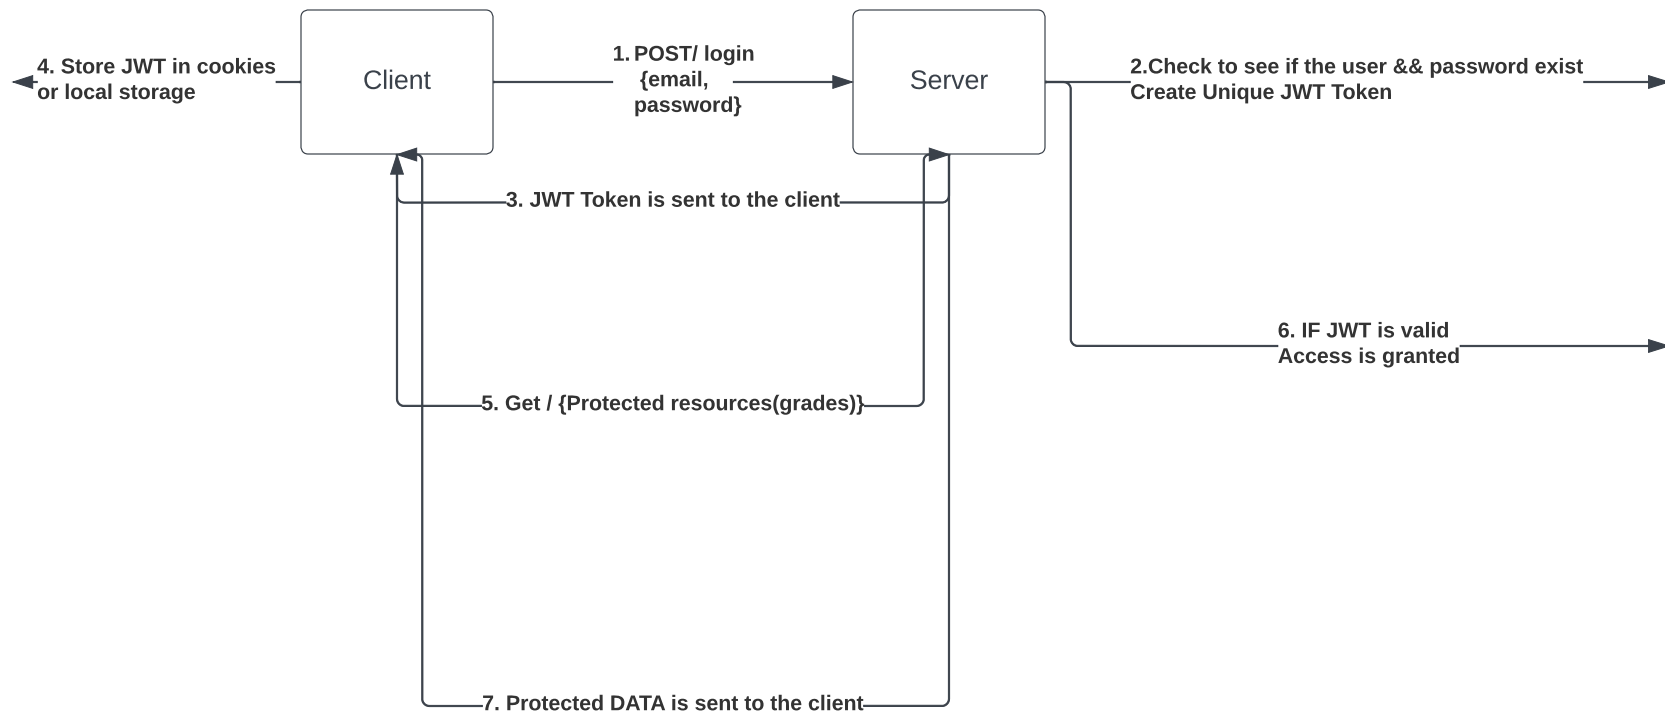 4. Store JWT in cookies
or local storage
Client
1. POST/ login
{email,
password}
Server
2.Check to see if the user && password exist
Create Unique JWT Token
3. JWT Token is sent to the client
6. IF JWT is valid
Access is granted
5. Get / {Protected resources(grades)}
7. Protected DATA is sent to the client